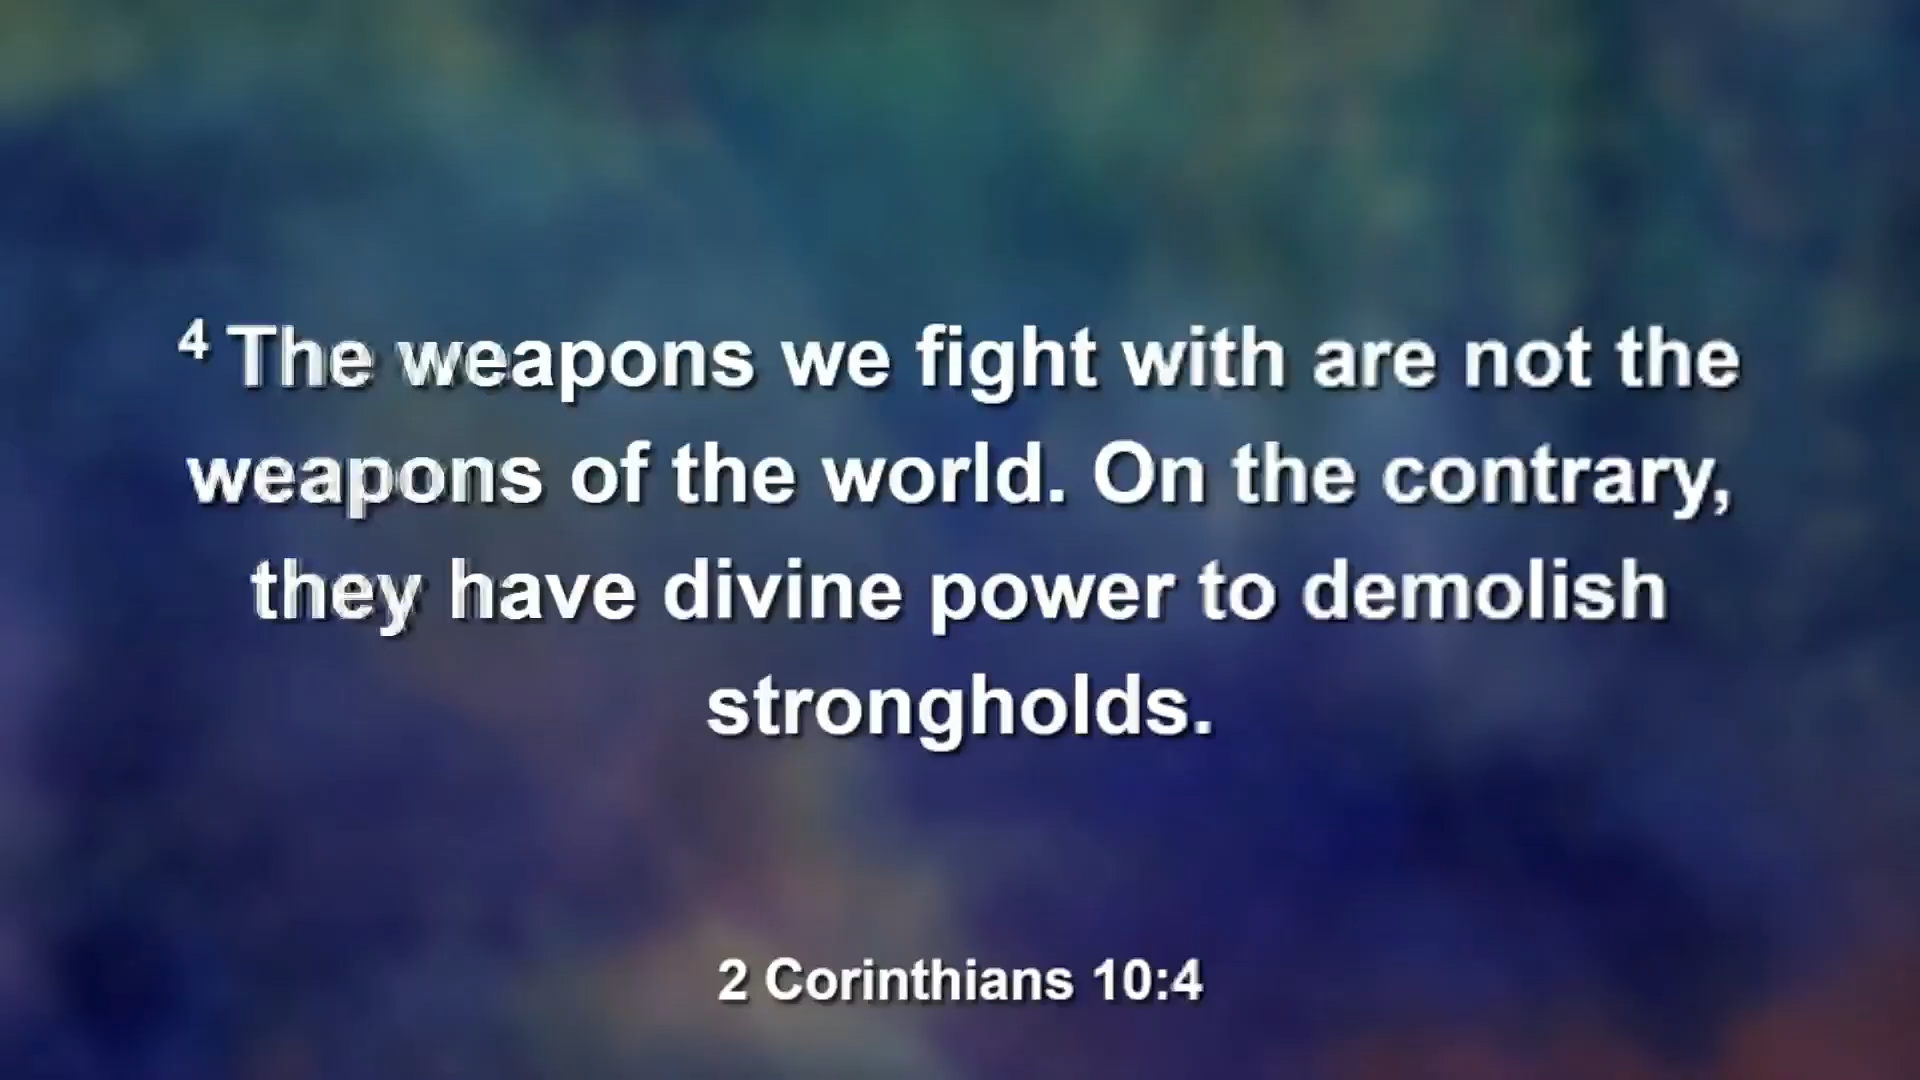 4 The weapons we fight with are not the
weapons of the world. On the contrary,
they have divine power to demolish
strongholds.
2 Corinthians 10:4